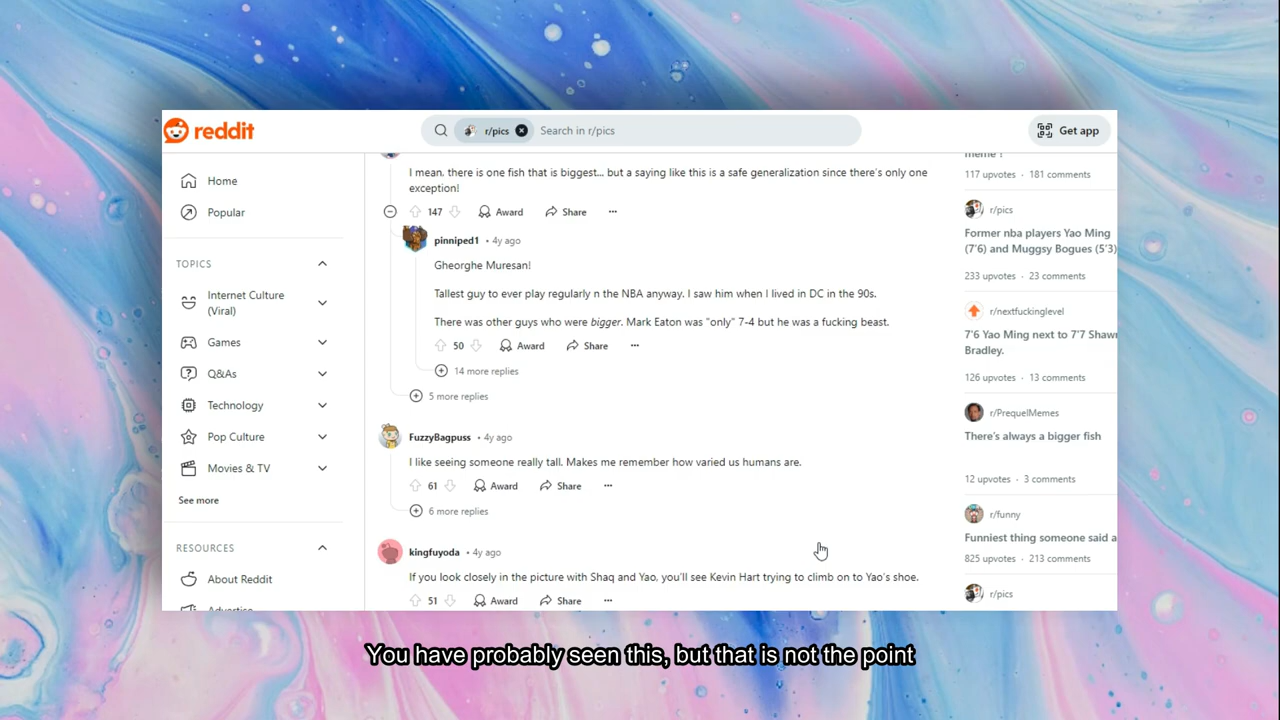 reddit
r/pics
Search in r/pics
Get app
Home
Popular
TOPICS
Internet Culture
(Viral)
Games
Q&As
Technology
Pop Culture
Movies & TV
See more
RESOURCES
About Reddit
Advertise
I mean, there is one fish that is biggest... but a saying like this is a safe generalization since there's only one
exception!
147 Award Share ...
pinniped1 • 4y ago
Gheorghe Muresan!
Tallest guy to ever play regularly n the NBA anyway. I saw him when I lived in DC in the 90s.
There was other guys who were bigger. Mark Eaton was "only" 7-4 but he was a fucking beast.
50 Award Share ...
14 more replies
5 more replies
FuzzyBagpuss • 4y ago
I like seeing someone really tall. Makes me remember how varied us humans are.
61 Award Share ...
6 more replies
kingfuyoda • 4y ago
If you look closely in the picture with Shaq and Yao, you'll see Kevin Hart trying to climb on to Yao's shoe.
51 Award Share ...
meme ?
117 upvotes · 181 comments
r/pics
Former nba players Yao Ming
(7'6) and Muggsy Bogues (5'3)
233 upvotes · 23 comments
r/nextfuckinglevel
7'6 Yao Ming next to 7'7 Shawn
Bradley.
126 upvotes · 13 comments
r/PrequelMemes
There's always a bigger fish
12 upvotes · 3 comments
r/funny
Funniest thing someone said a
825 upvotes · 213 comments
r/pics
You have probably seen this, but that is not the point